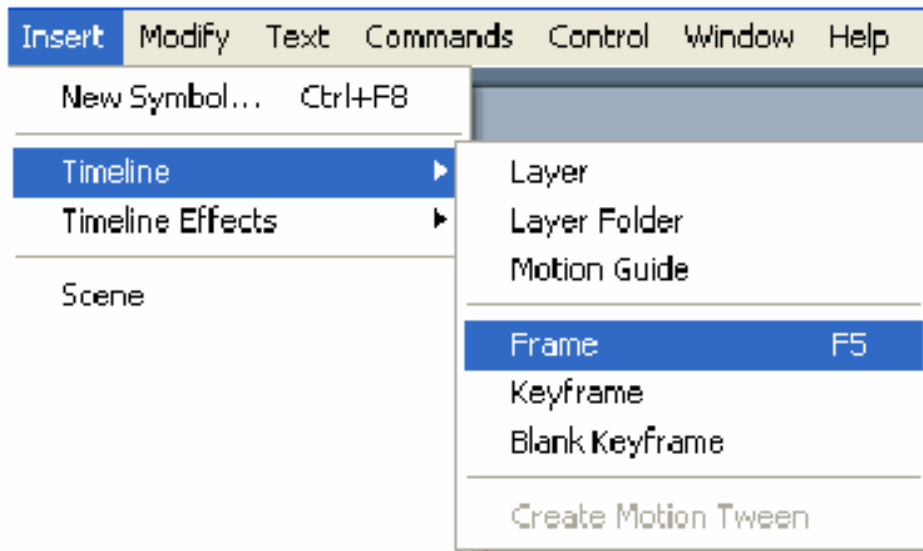 Insert Modify Text Commands Control Window Help
New Symbol... Ctrl+F8
Timeline
Timeline Effects
Scene
Layer
Layer Folder
Motion Guide
Frame F5
Keyframe
Blank Keyframe
Create Motion Tween